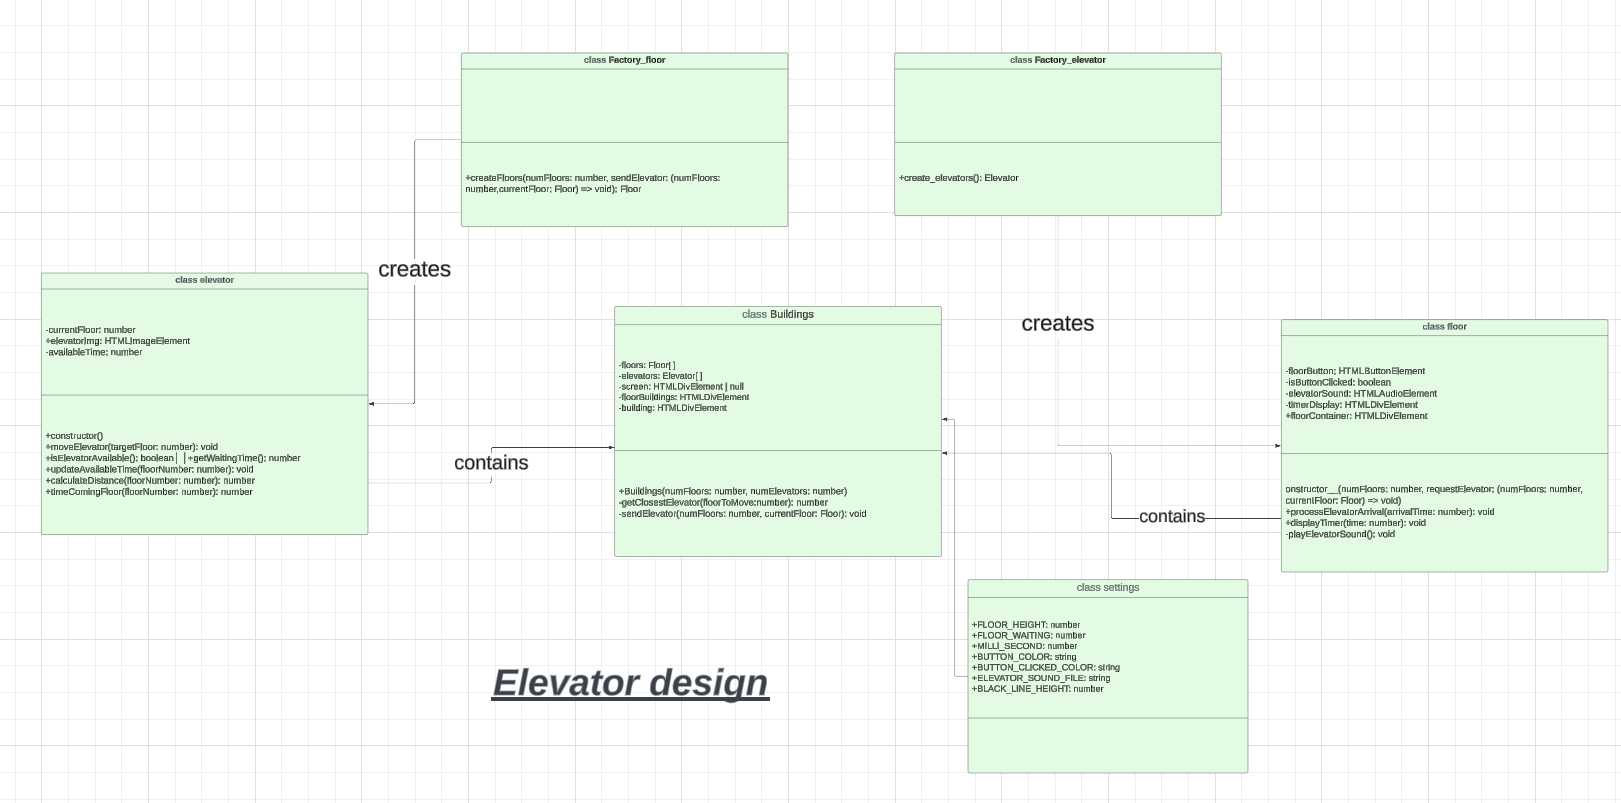 class Factory_floor
+createFloors(numFloors: number, sendElevator: (numFloors:
number,currentFloor: Floor) => void): Floor
class Factory_elevator
+create_elevators(): Elevator
creates
class elevator
-currentFloor: number
+elevatorImg: HTMLImageElement
-availableTime: number
+constructor()
+moveElevator(targetFloor: number): void
+isElevatorAvailable(): boolean│ │+getWaitingTime(): number
+updateAvailableTime(floorNumber: number): void
+calculateDistance(floorNumber: number): number
+timeComingFloor(floorNumber: number): number
contains
class Buildings
-floors: Floor[ ]
-elevators: Elevator[ ]
-screen: HTMLDivElement | null
-floorBuildings: HTMLDivElement
-building: HTMLDivElement
+Buildings(numFloors: number, numElevators: number)
-getClosestElevator(floorToMove:number): number
-sendElevator(numFloors: number, currentFloor: Floor): void
creates
class floor
-floorButton: HTMLButtonElement
-isButtonClicked: boolean
-elevatorSound: HTMLAudioElement
-timerDisplay: HTMLDivElement
+floorContainer: HTMLDivElement
onstructor__(numFloors: number, requestElevator: (numFloors: number,
currentFloor: Floor) => void)
+processElevatorArrival(arrivalTime: number): void
+displayTimer(time: number): void
-playElevatorSound(): void
contains
class settings
+FLOOR_HEIGHT: number
+FLOOR_WAITING: number
+MILLI_SECOND: number
+BUTTON_COLOR: string
+BUTTON_CLICKED_COLOR: string
+ELEVATOR_SOUND_FILE: string
+BLACK_LINE_HEIGHT: number
Elevator design